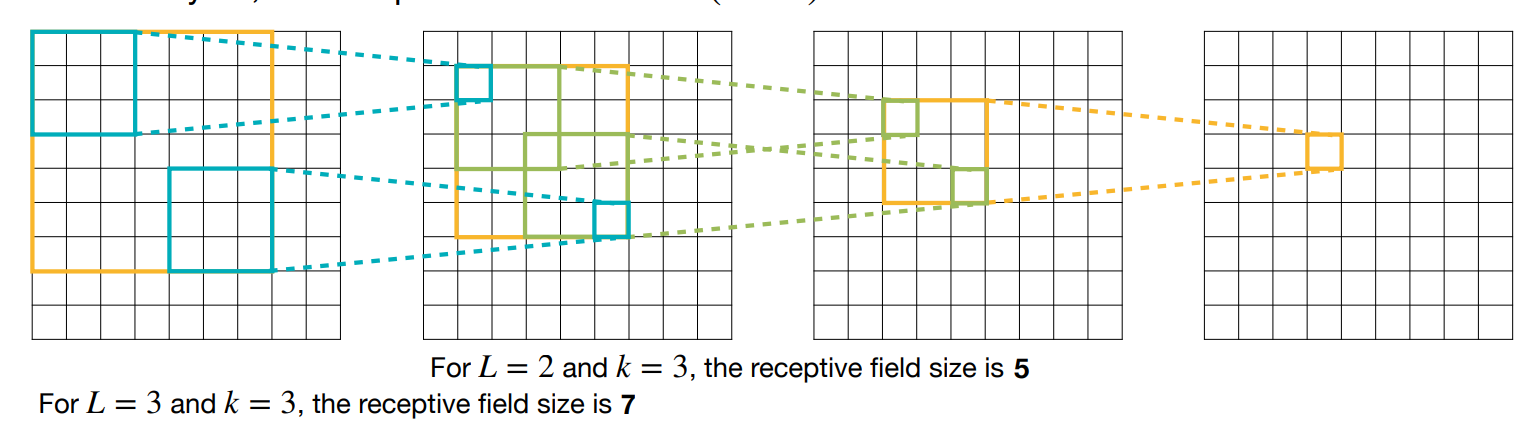 For L = 2 and k = 3, the receptive field size is 5
For L = 3 and k = 3, the receptive field size is 7